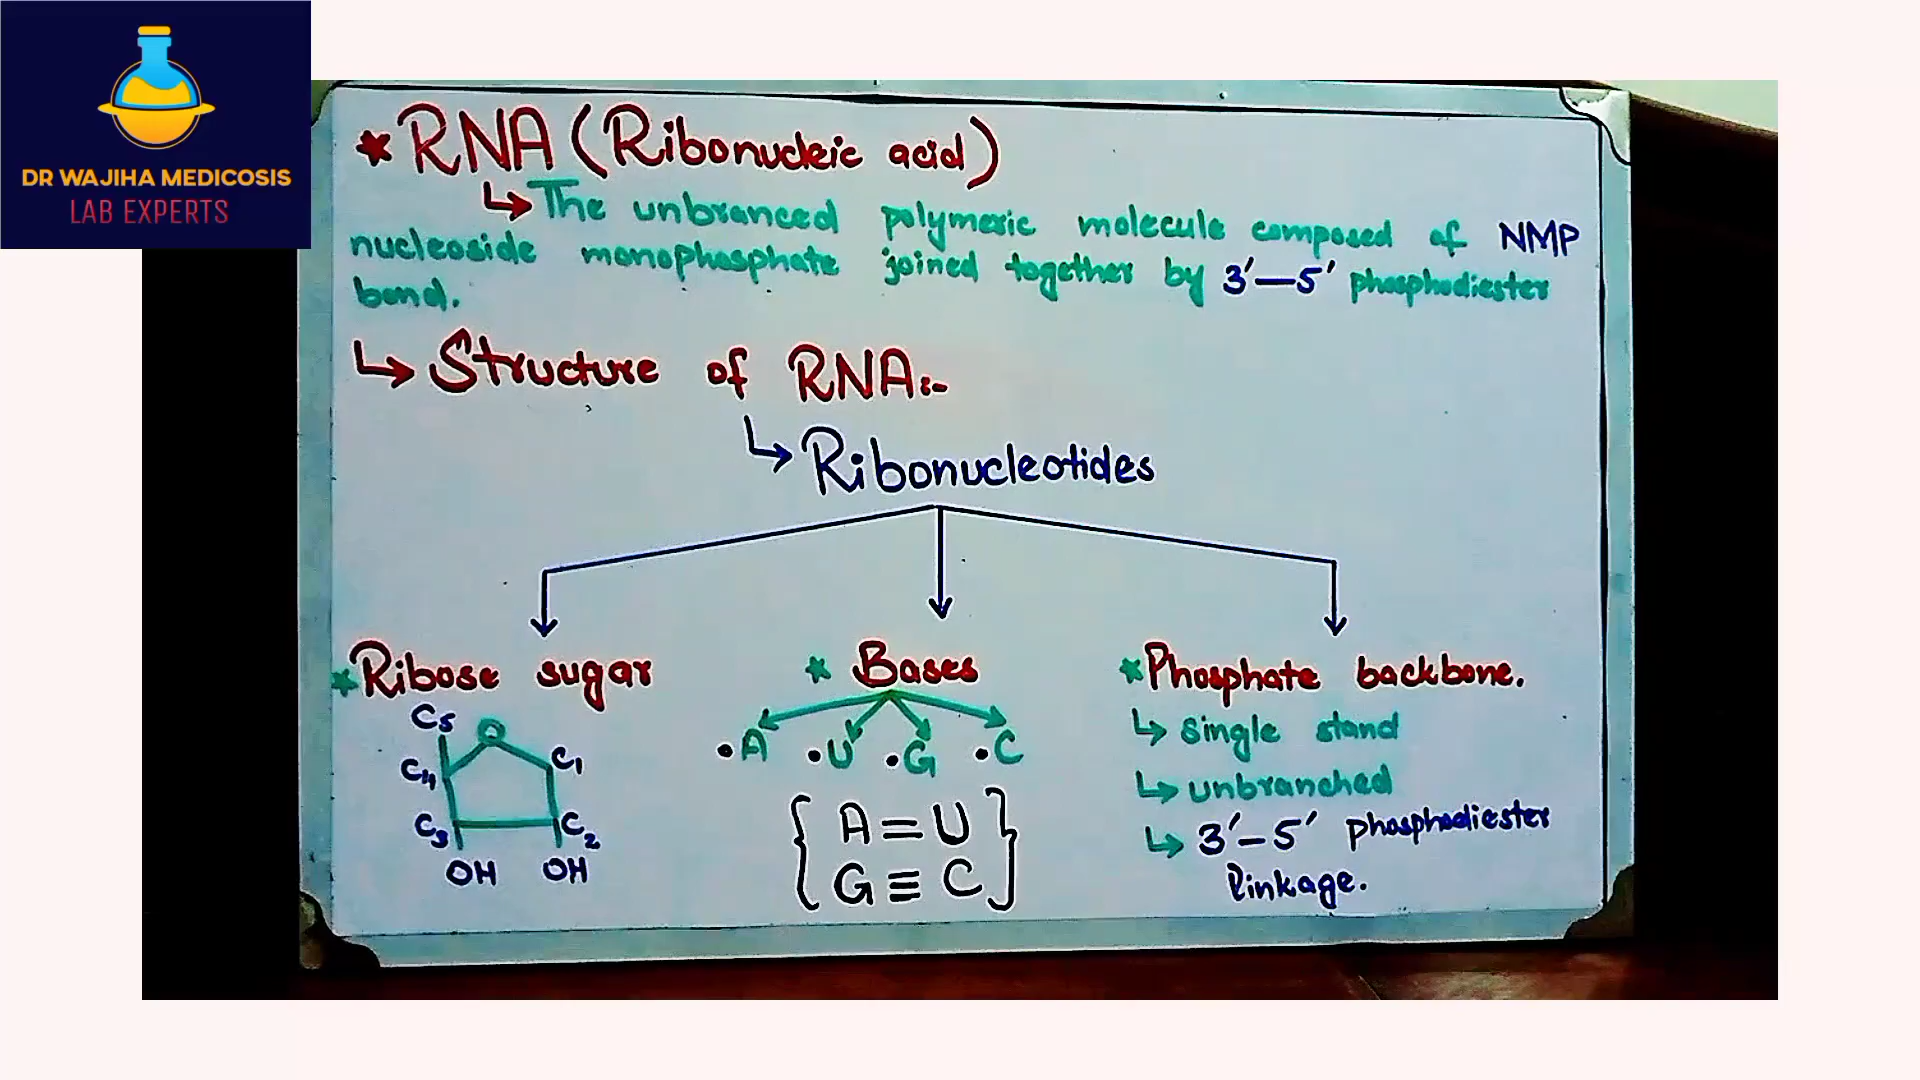 DR WAJIHA MEDICOSIS
LAB EXPERTS
* RNA (Ribonucleic acid)
↳ The unbranced polymeric molecule composed of NMP
nucleoside monophosphate joined together by 3'—5' phosphodiester
bond.
↳ Structure of RNA:-
↳ Ribonucleotides
* Ribose sugar
C5
O
C4
C1
C3
C2
OH OH
* Bases
• A • U • G • C
{ A = U }
{ G ≡ C }
* Phosphate backbone.
↳ single stand
↳ unbranched
↳ 3'–5' phosphodiester
linkage.